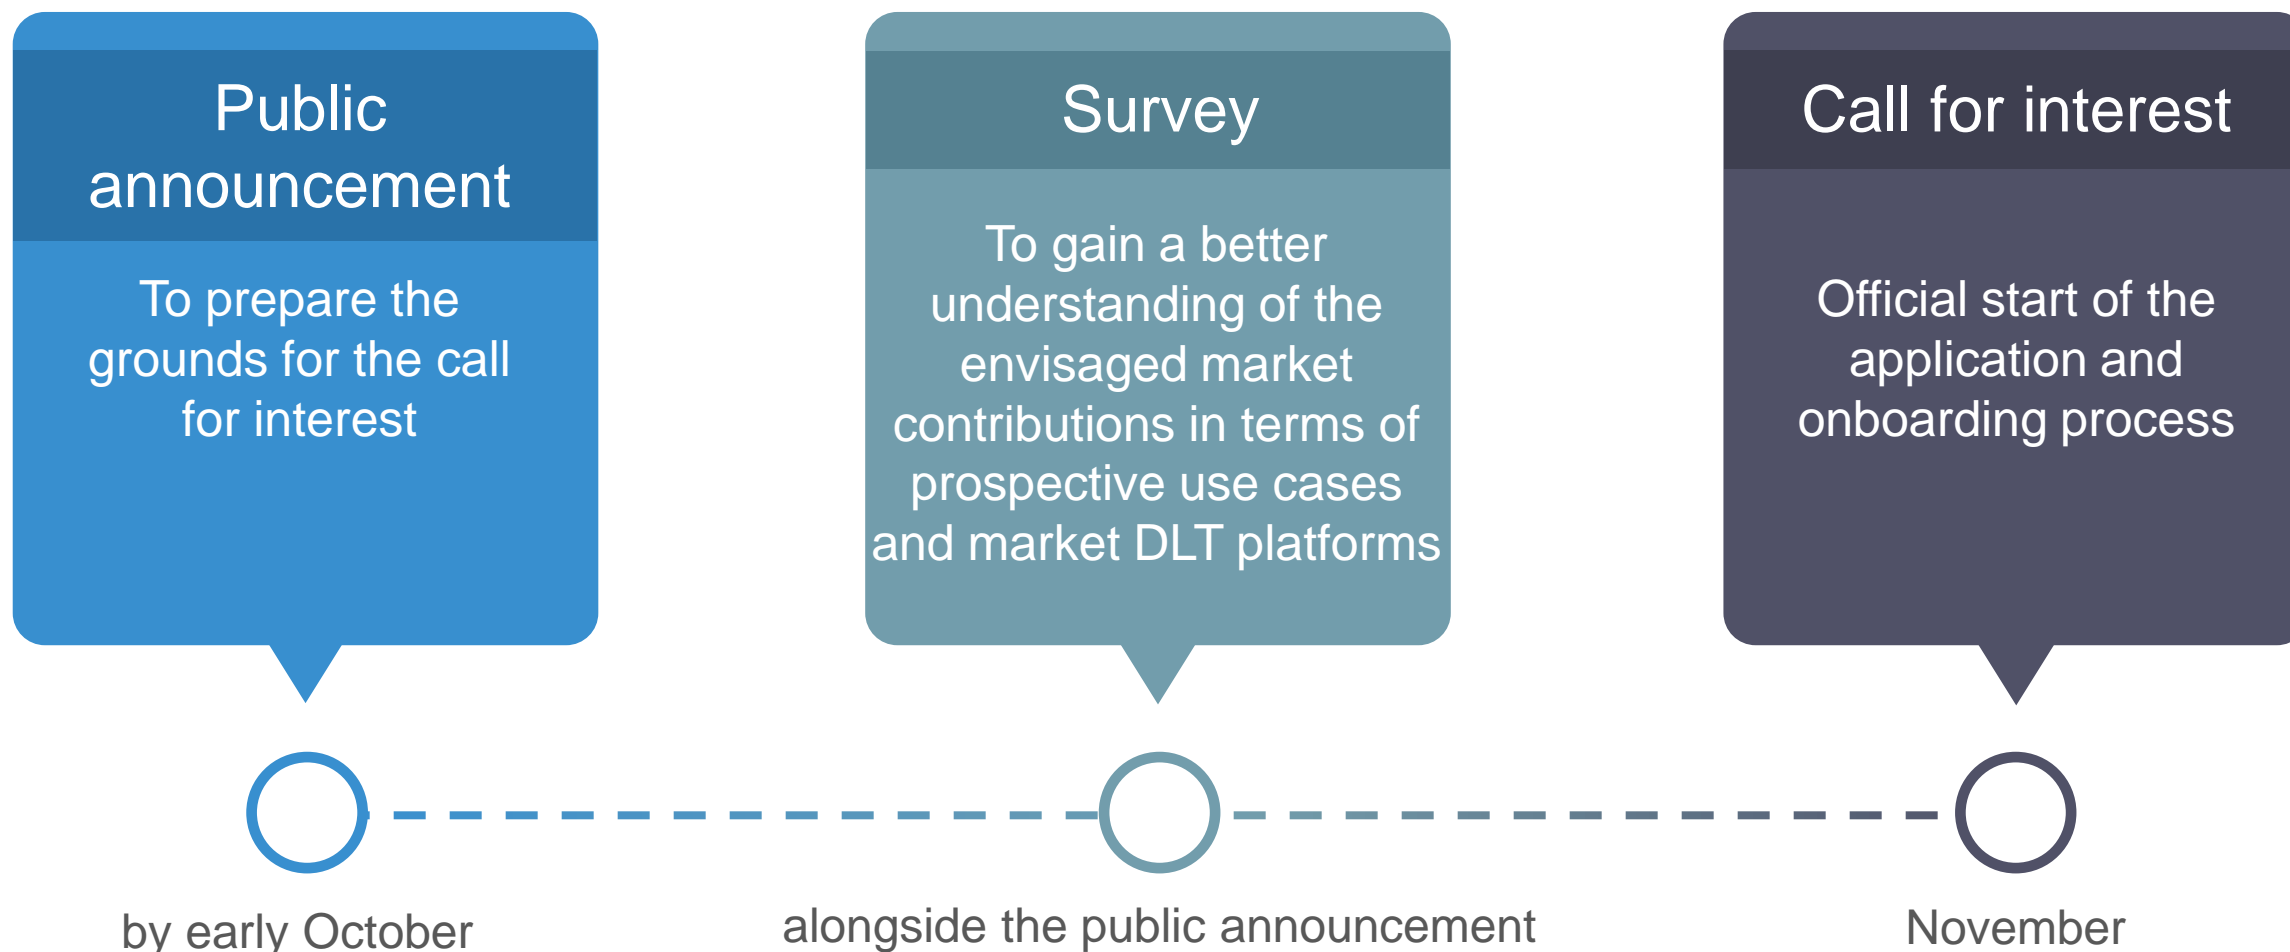 Public
announcement
To prepare the
grounds for the call
for interest
by early October
Survey
To gain a better
understanding of the
envisaged market
contributions in terms of
prospective use cases
and market DLT platforms
alongside the public announcement
Call for interest
Official start of the
application and
onboarding process
November